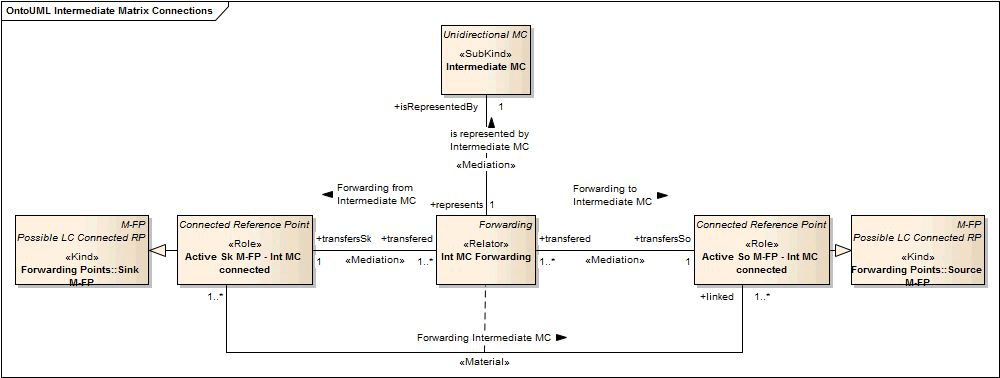 OntoUML Intermediate Matrix Connections
Unidirectional MC
«SubKind»
Intermediate MC
+isRepresentedBy 1
is represented by
Intermediate MC
«Mediation»
Forwarding from
Intermediate MC
Forwarding to
Intermediate MC
+represents 1
M-FP
Possible LC Connected RP
«Kind»
Forwarding Points::Sink
M-FP
Connected Reference Point
«Role»
Active Sk M-FP - Int MC
connected
+transfersSk +transfered
1 «Mediation» 1..*
Forwarding
«Relator»
Int MC Forwarding
+transfered +transfersSo
1..* «Mediation» 1
Connected Reference Point
«Role»
Active So M-FP - Int MC
connected
M-FP
Possible LC Connected RP
«Kind»
Forwarding Points::Source
M-FP
1..*
+linked 1..*
Forwarding Intermediate MC
«Material»